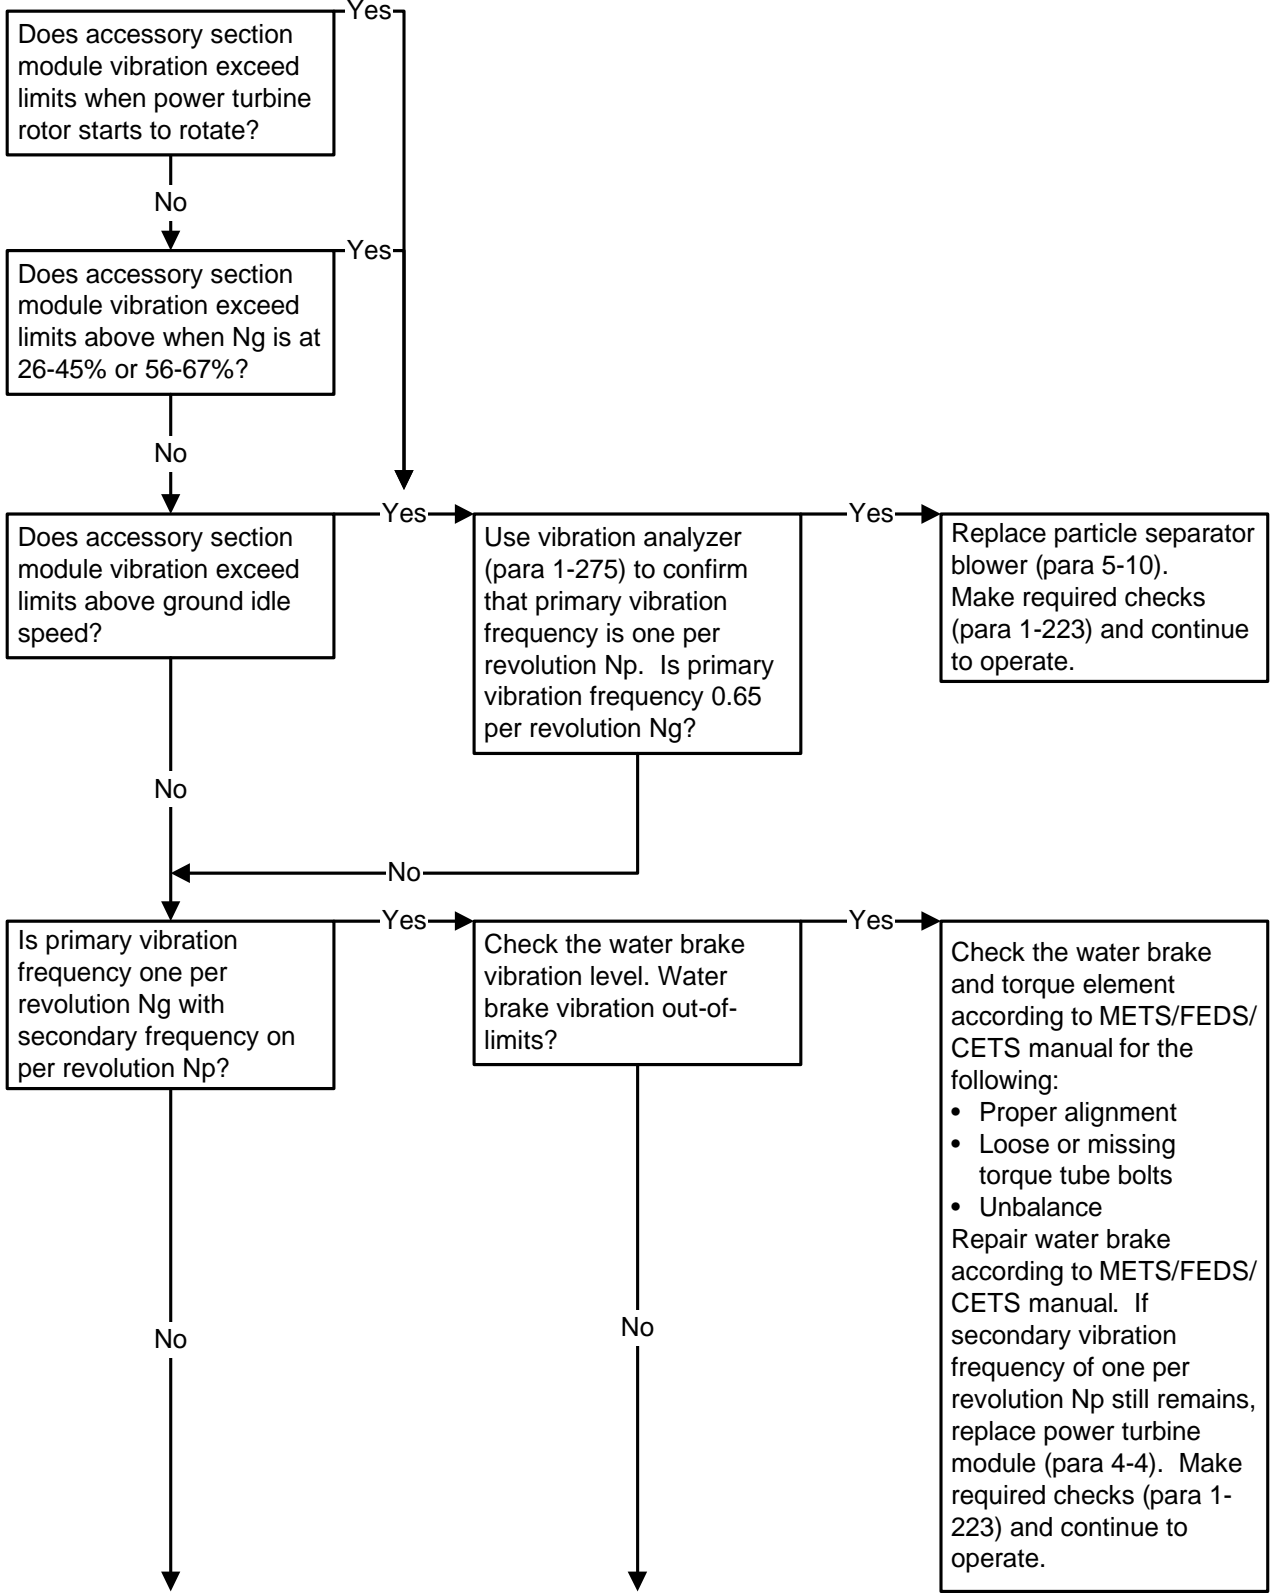 Does accessory section
module vibration exceed
limits when power turbine
rotor starts to rotate?
Yes
No
Does accessory section
module vibration exceed
limits above when Ng is at
26-45% or 56-67%?
Yes
No
Does accessory section
module vibration exceed
limits above ground idle
speed?
Yes
Use vibration analyzer
(para 1-275) to confirm
that primary vibration
frequency is one per
revolution Np.  Is primary
vibration frequency 0.65
per revolution Ng?
Yes
Replace particle separator
blower (para 5-10).
Make required checks
(para 1-223) and continue
to operate.
No
No
Is primary vibration
frequency one per
revolution Ng with
secondary frequency on
per revolution Np?
Yes
Check the water brake
vibration level. Water
brake vibration out-of-
limits?
Yes
Check the water brake
and torque element
according to METS/FEDS/
CETS manual for the
following:
• Proper alignment
• Loose or missing
torque tube bolts
• Unbalance
Repair water brake
according to METS/FEDS/
CETS manual.  If
secondary vibration
frequency of one per
revolution Np still remains,
replace power turbine
module (para 4-4).  Make
required checks (para 1-
223) and continue to
operate.
No
No